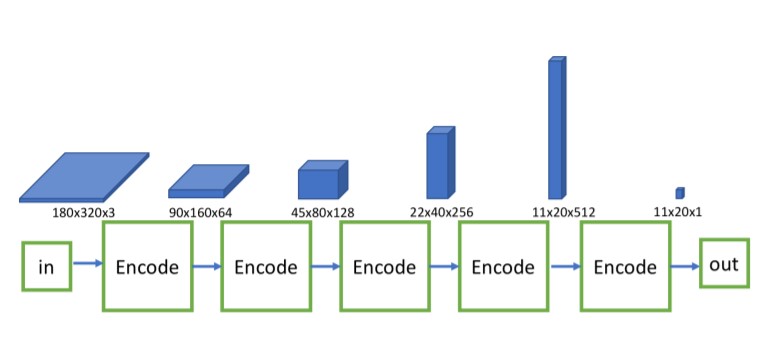 180x320x3 90x160x64 45x80x128 22x40x256 11x20x512 11x20x1
in Encode Encode Encode Encode Encode out